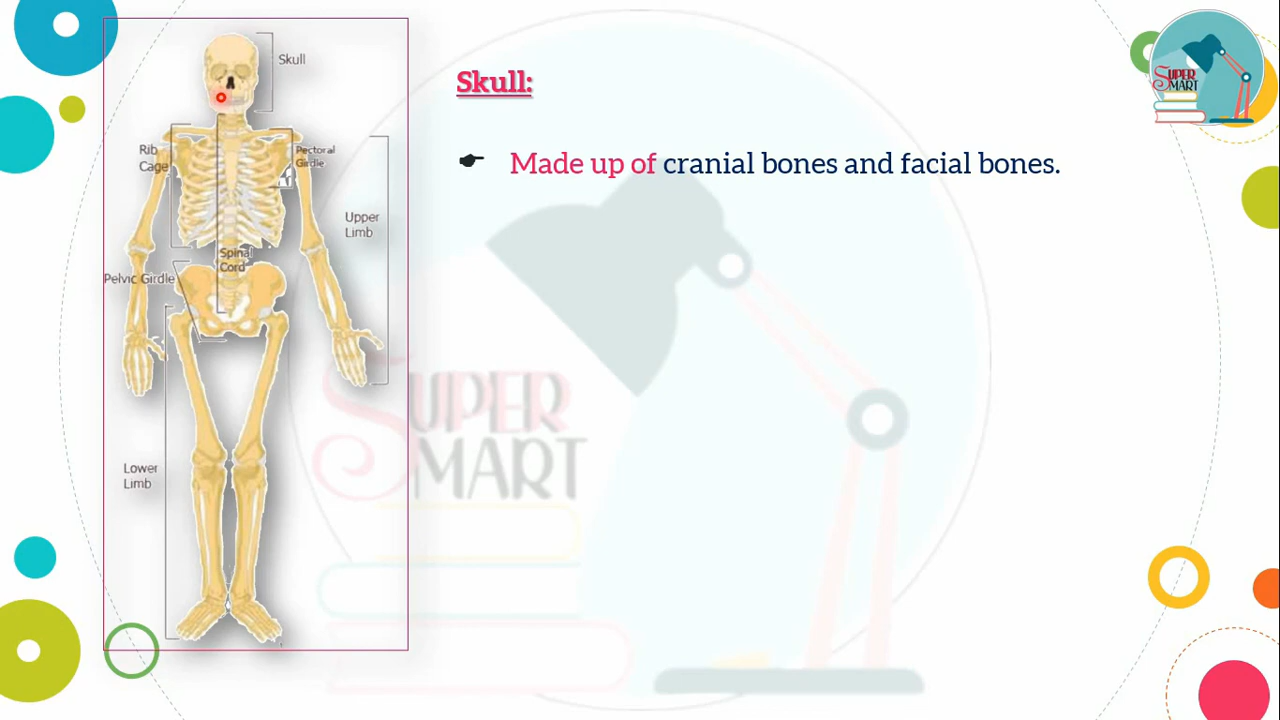 Skull
Rib
Cage
Pectoral
Girdle
Upper
Limb
Spinal
Cord
Pelvic Girdle
Lower
Limb
Skull:
Made up of cranial bones and facial bones.
SUPER
SMART
SUPER
SMART